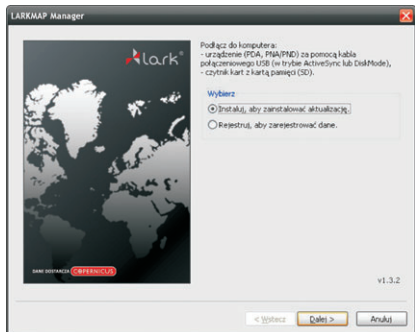 LARKMAP Manager
Lark
Podłącz do komputera:
- urządzenie (PDA, PNA/PND) za pomocą kabla
połączeniowego USB (w trybie ActiveSync lub DiskMode),
- czytnik kart z kartą pamięci (SD).
Wybierz
Instaluj, aby zainstalować aktualizację.
Rejestruj, aby zarejestrować dane.
DANE DOSTARCZA COPERNICUS
v1.3.2
< Wstecz
Dalej >
Anuluj